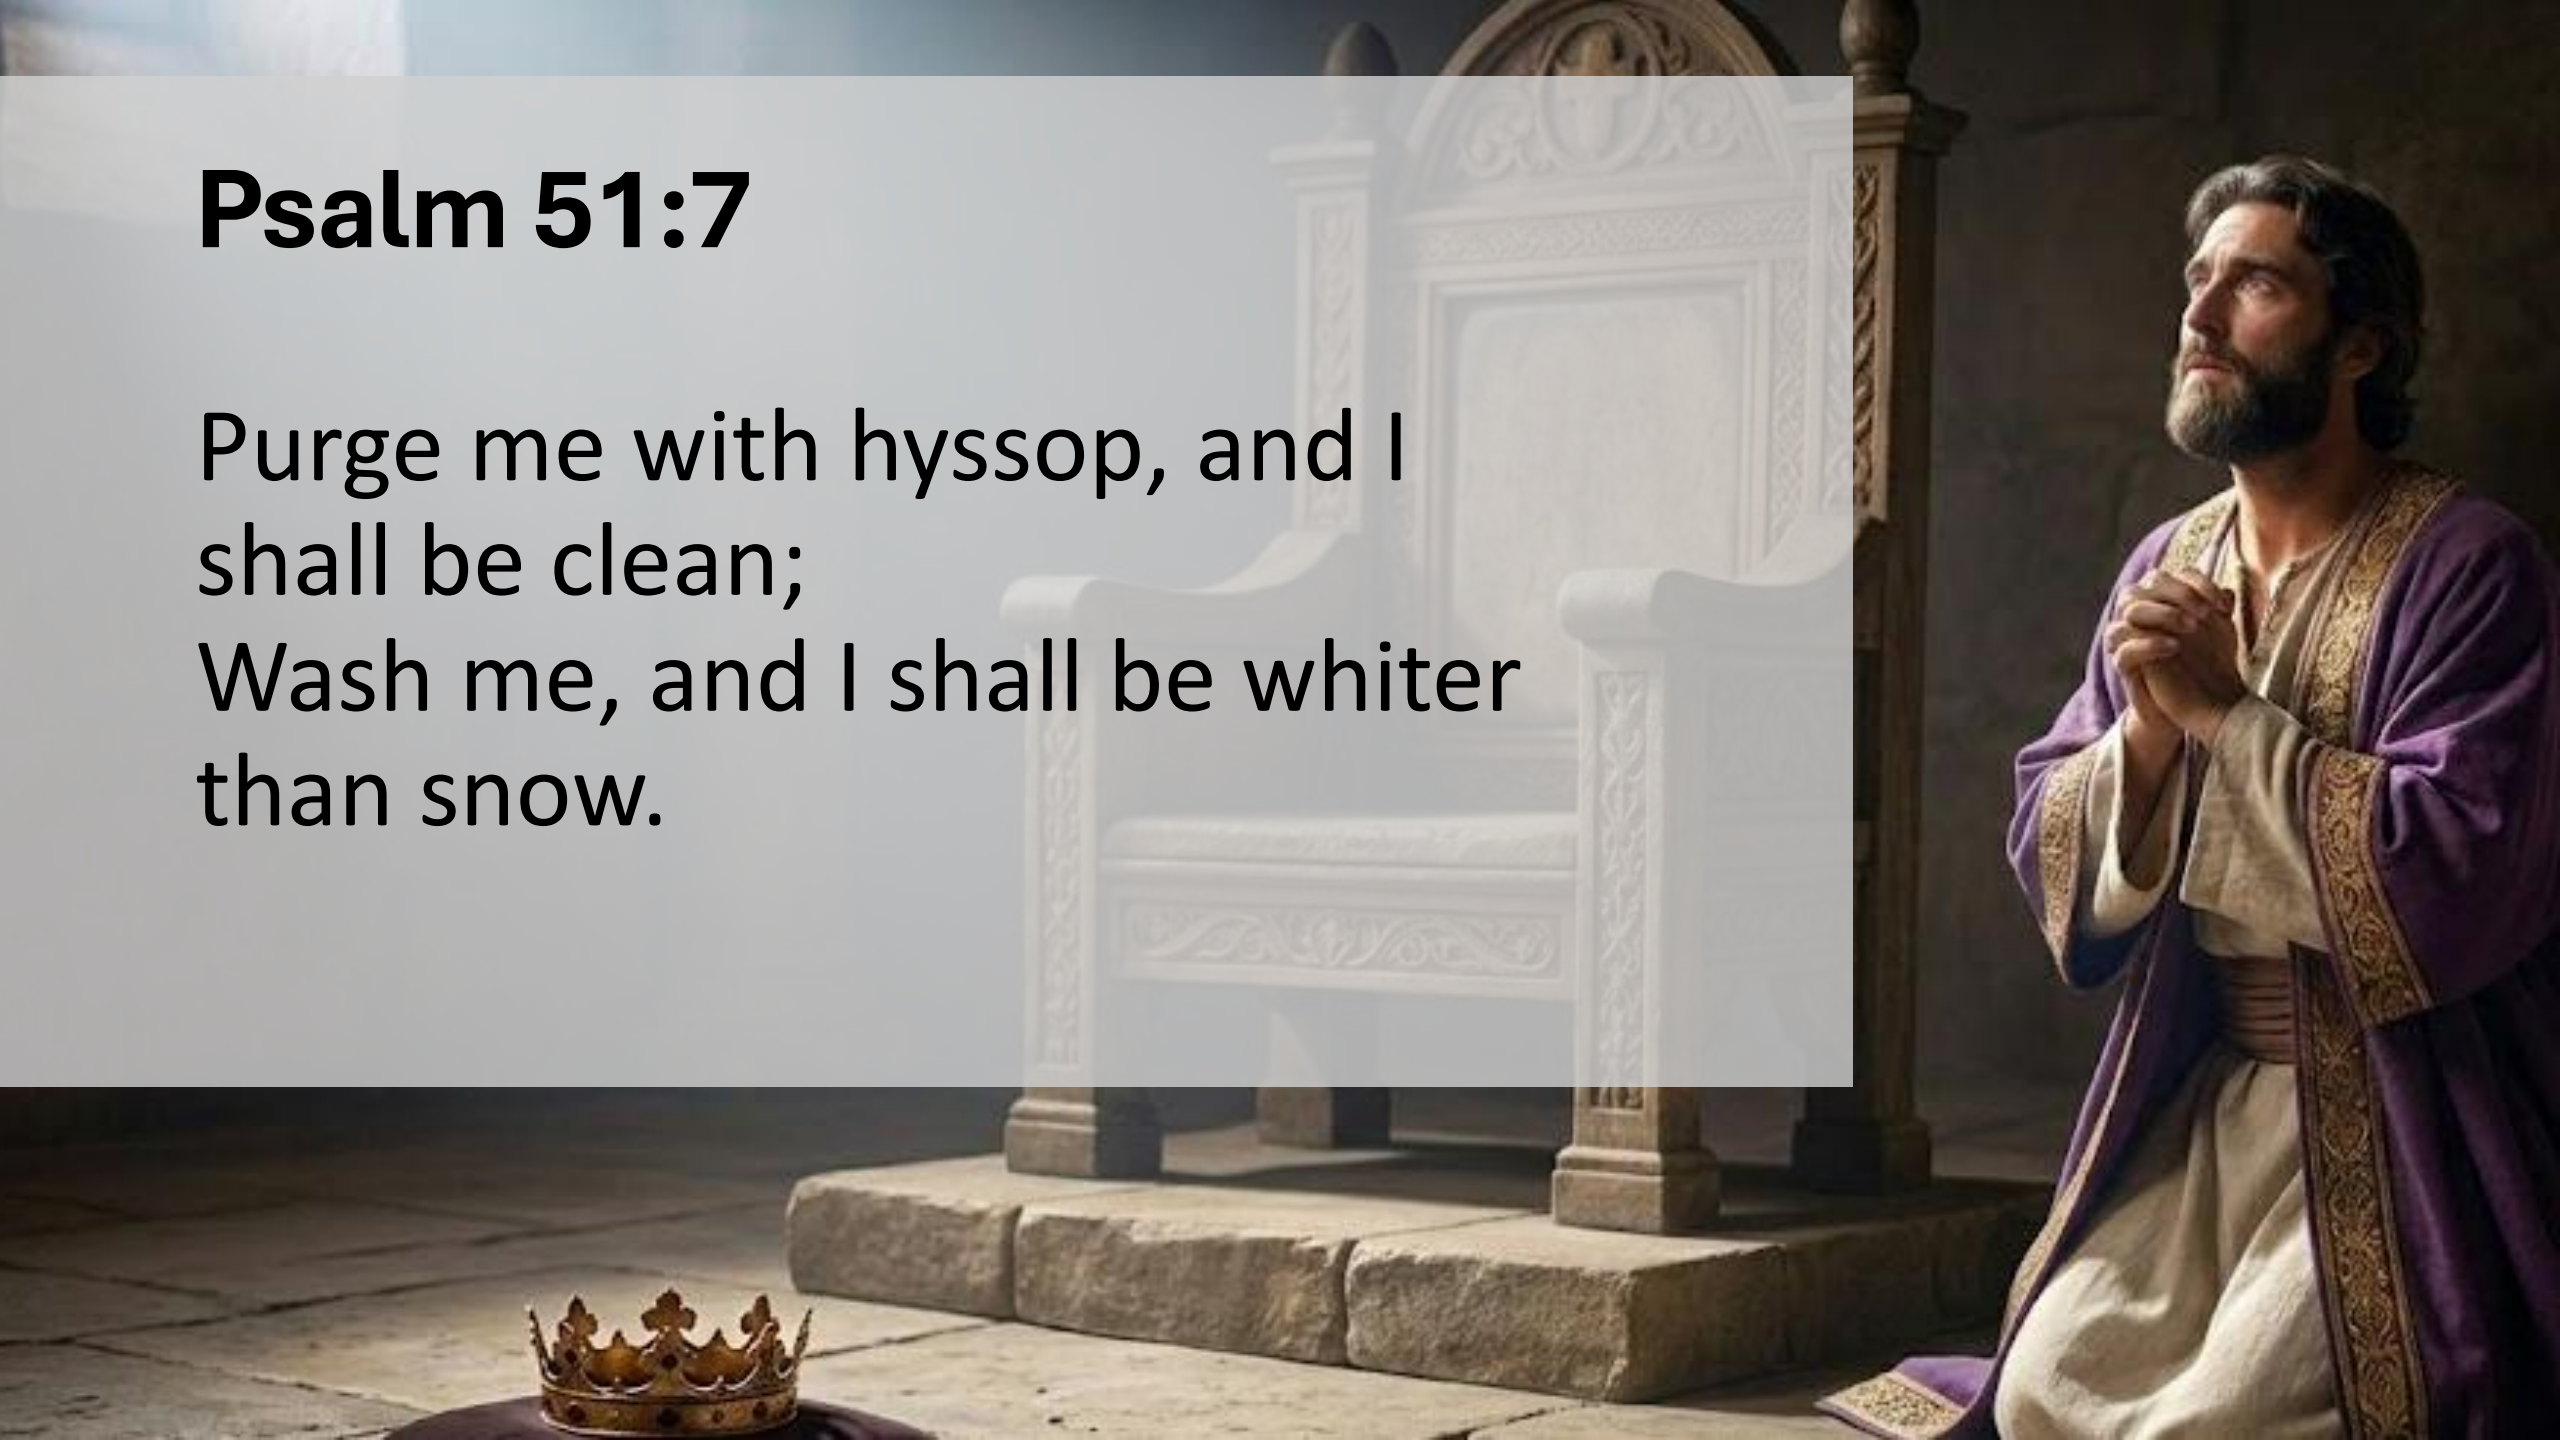 Psalm 51:7
Purge me with hyssop, and I
shall be clean;
Wash me, and I shall be whiter
than snow.